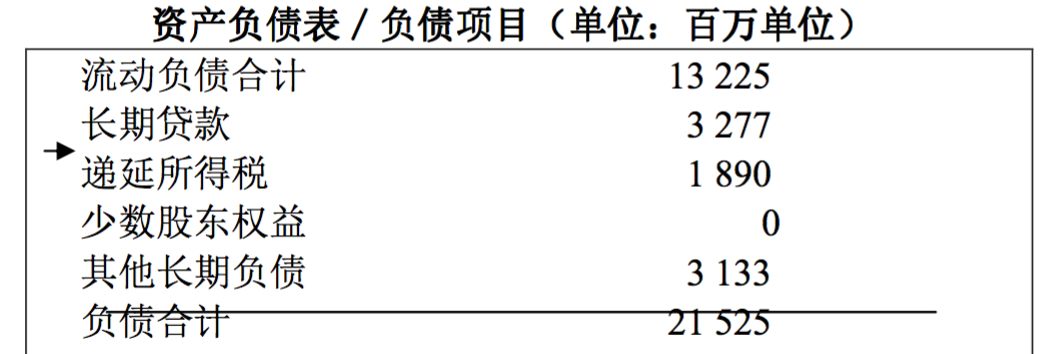 资产负债表 / 负债项目（单位：百万单位）
流动负债合计 13 225
长期贷款 3 277
递延所得税 1 890
少数股东权益 0
其他长期负债 3 133
负债合计 21 525